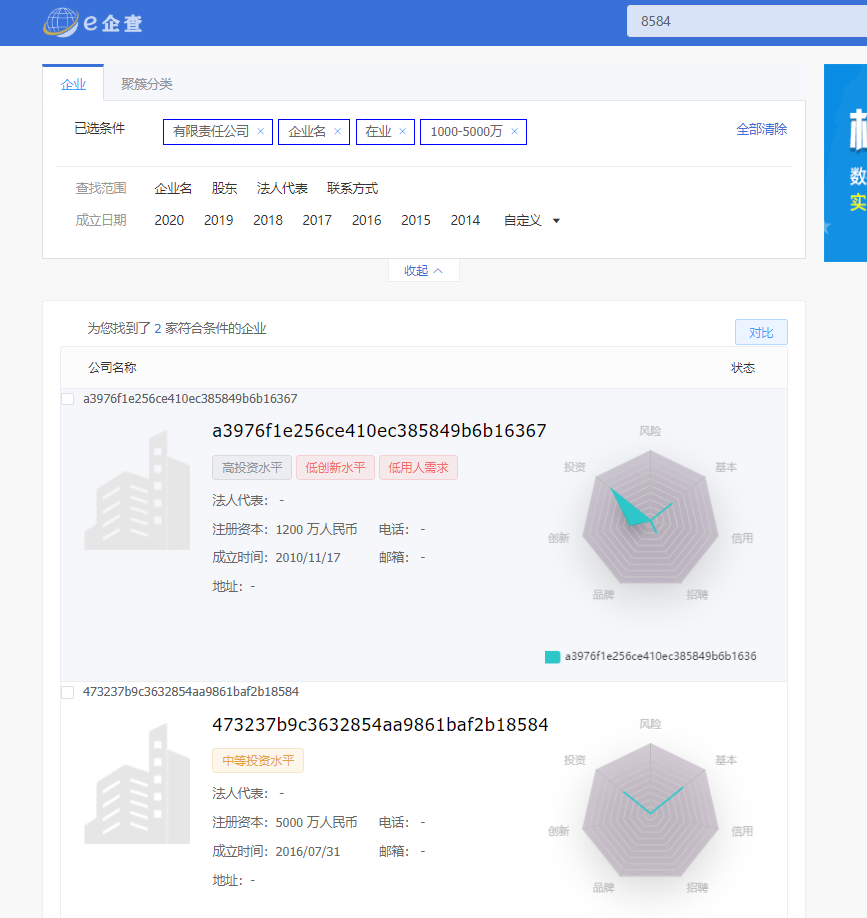 e企查
8584
企业 聚簇分类
已选条件 有限责任公司 × 企业名 × 在业 × 1000-5000万 × 全部清除
查找范围 企业名 股东 法人代表 联系方式
成立日期 2020 2019 2018 2017 2016 2015 2014 自定义
收起
数
实
为您找到了 2 家符合条件的企业
对比
公司名称 状态
a3976f1e256ce410ec385849b6b16367
a3976f1e256ce410ec385849b6b16367
高投资水平 低创新水平 低用人需求
法人代表： -
注册资本：1200 万人民币 电话： -
成立时间：2010/11/17 邮箱： -
地址：-
风险
投资 基本
创新 信用
品牌 招聘
a3976f1e256ce410ec385849b6b1636
473237b9c3632854aa9861baf2b18584
473237b9c3632854aa9861baf2b18584
中等投资水平
法人代表： -
注册资本：5000 万人民币 电话： -
成立时间：2016/07/31 邮箱： -
地址：-
风险
投资 基本
创新 信用
品牌 招聘